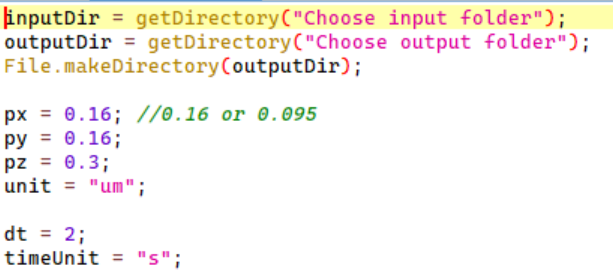 inputDir = getDirectory("Choose input folder");
outputDir = getDirectory("Choose output folder");
File.makeDirectory(outputDir);

px = 0.16; //0.16 or 0.095
py = 0.16;
pz = 0.3;
unit = "um";

dt = 2;
timeUnit = "s";